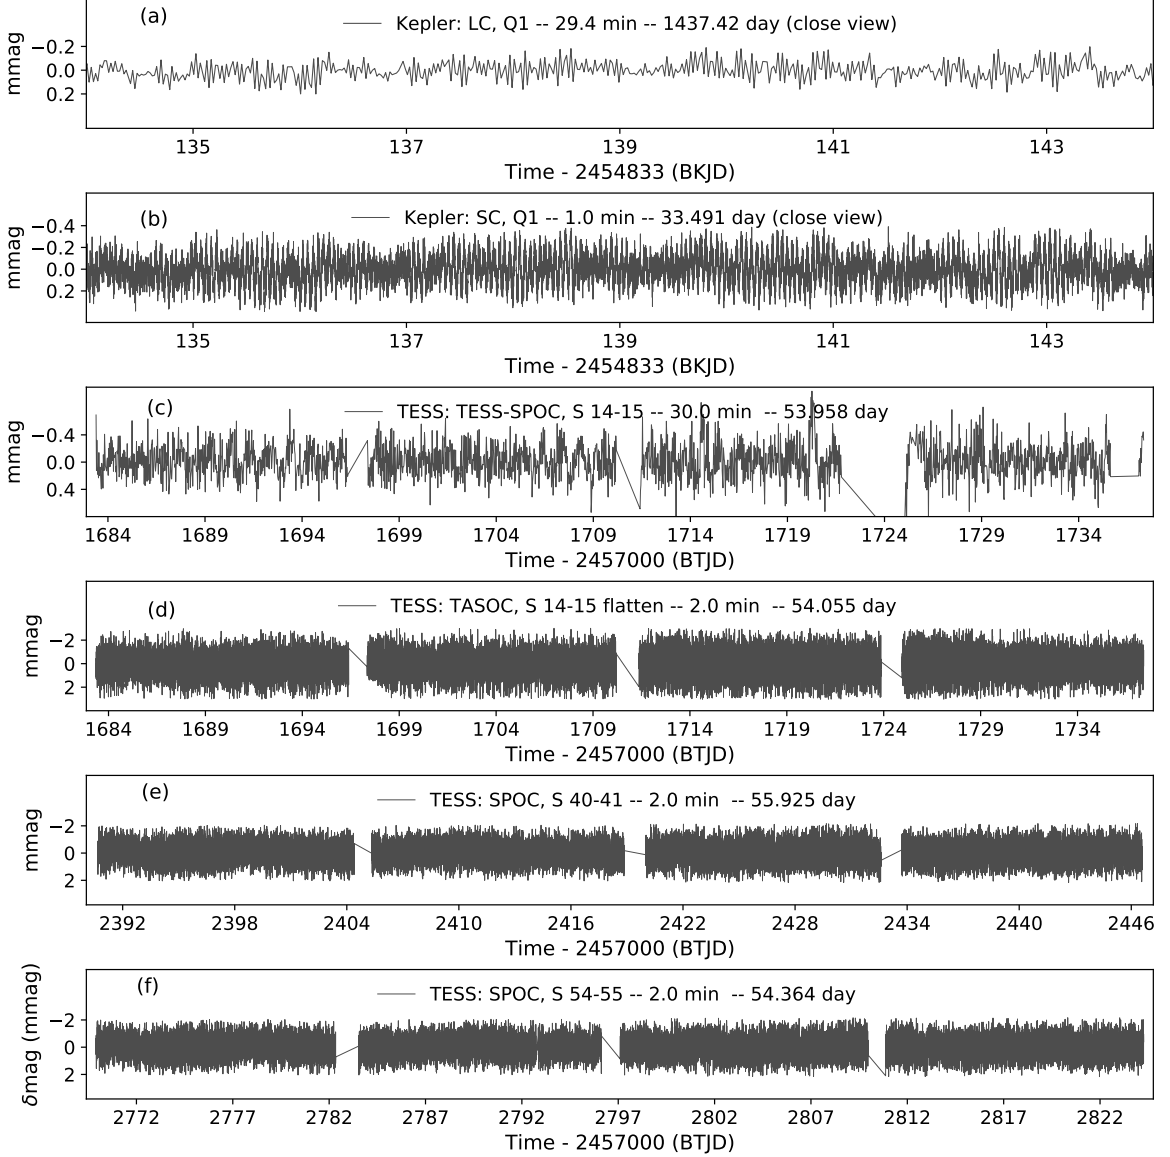 (a) Kepler: LC, Q1 -- 29.4 min -- 1437.42 day (close view)
mmag
−0.2
0.0
0.2
135 137 139 141 143
Time - 2454833 (BKJD)
(b) Kepler: SC, Q1 -- 1.0 min -- 33.491 day (close view)
mmag
−0.4
−0.2
0.0
0.2
135 137 139 141 143
Time - 2454833 (BKJD)
(c) TESS: TESS-SPOC, S 14-15 -- 30.0 min -- 53.958 day
mmag
−0.4
0.0
0.4
1684 1689 1694 1699 1704 1709 1714 1719 1724 1729 1734
Time - 2457000 (BTJD)
(d) TESS: TASOC, S 14-15 flatten -- 2.0 min -- 54.055 day
mmag
−2
0
2
1684 1689 1694 1699 1704 1709 1714 1719 1724 1729 1734
Time - 2457000 (BTJD)
(e) TESS: SPOC, S 40-41 -- 2.0 min -- 55.925 day
mmag
−2
0
2
2392 2398 2404 2410 2416 2422 2428 2434 2440 2446
Time - 2457000 (BTJD)
(f) TESS: SPOC, S 54-55 -- 2.0 min -- 54.364 day
δmag (mmag)
−2
0
2
2772 2777 2782 2787 2792 2797 2802 2807 2812 2817 2822
Time - 2457000 (BTJD)